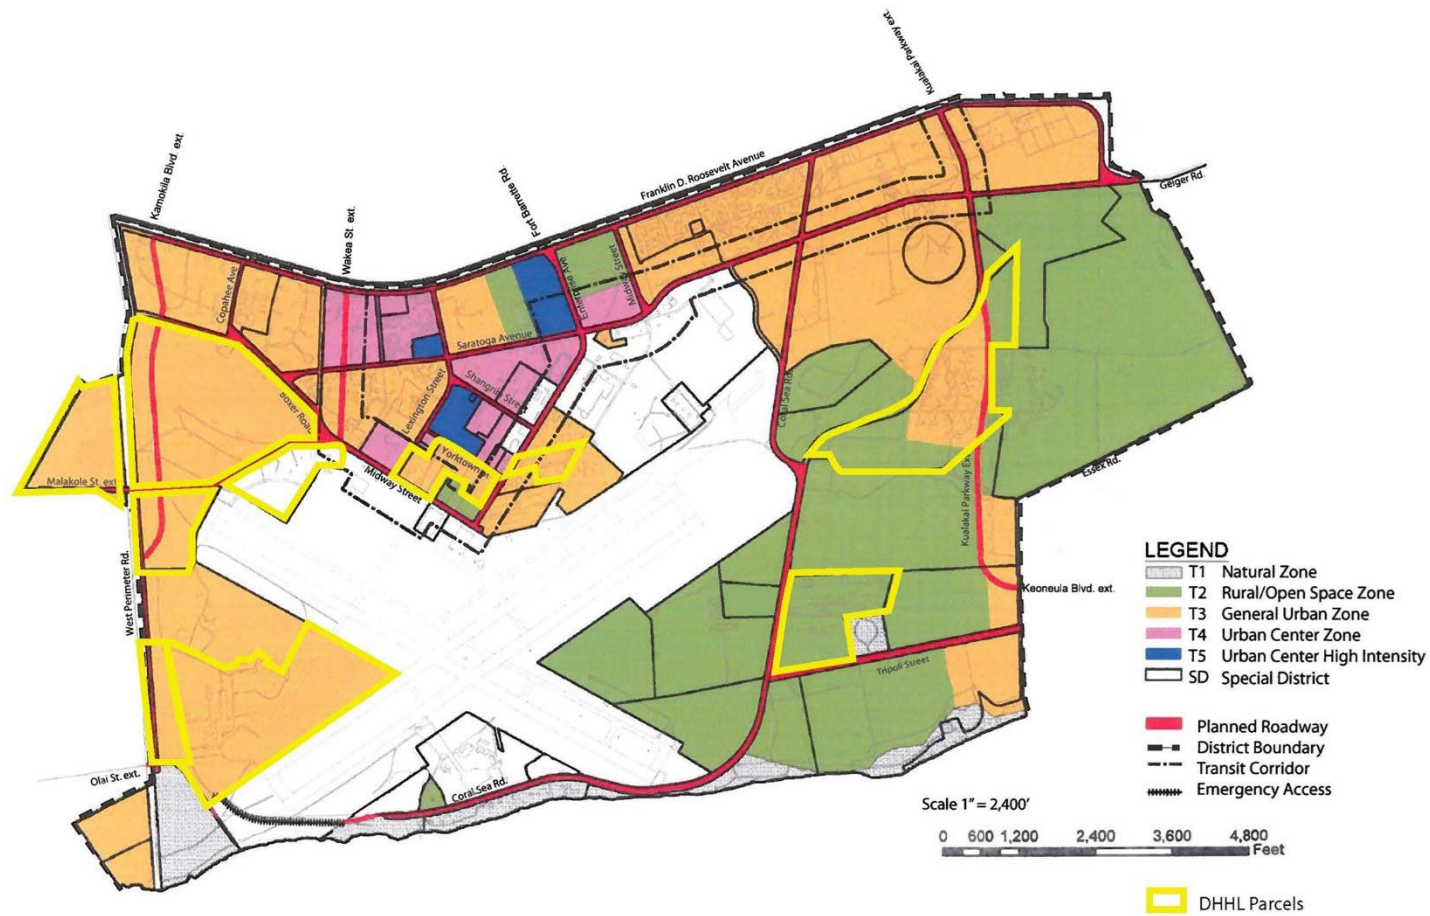 Kualakai Parkway ext.
Kamokila Blvd. ext.
Wakea St. ext.
Fort Barrette Rd.
Franklin D. Roosevelt Avenue
Geiger Rd.
Copahee Ave
Enterprise Ave
Midway Street
Saratoga Avenue
Shangrila Street
Lexington Street
Boxer Road
Coral Sea Rd.
Yorktown St
Midway Street
Malakole St. ext.
Essex Rd.
Kualakai Parkway Ext.
West Perimeter Rd.
Keoneula Blvd. ext.
Tripoli Street
Olai St. ext.
Coral Sea Rd.
LEGEND
T1 Natural Zone
T2 Rural/Open Space Zone
T3 General Urban Zone
T4 Urban Center Zone
T5 Urban Center High Intensity
SD Special District
Planned Roadway
District Boundary
Transit Corridor
Emergency Access
Scale 1" = 2,400'
0 600 1,200 2,400 3,600 4,800
Feet
DHHL Parcels